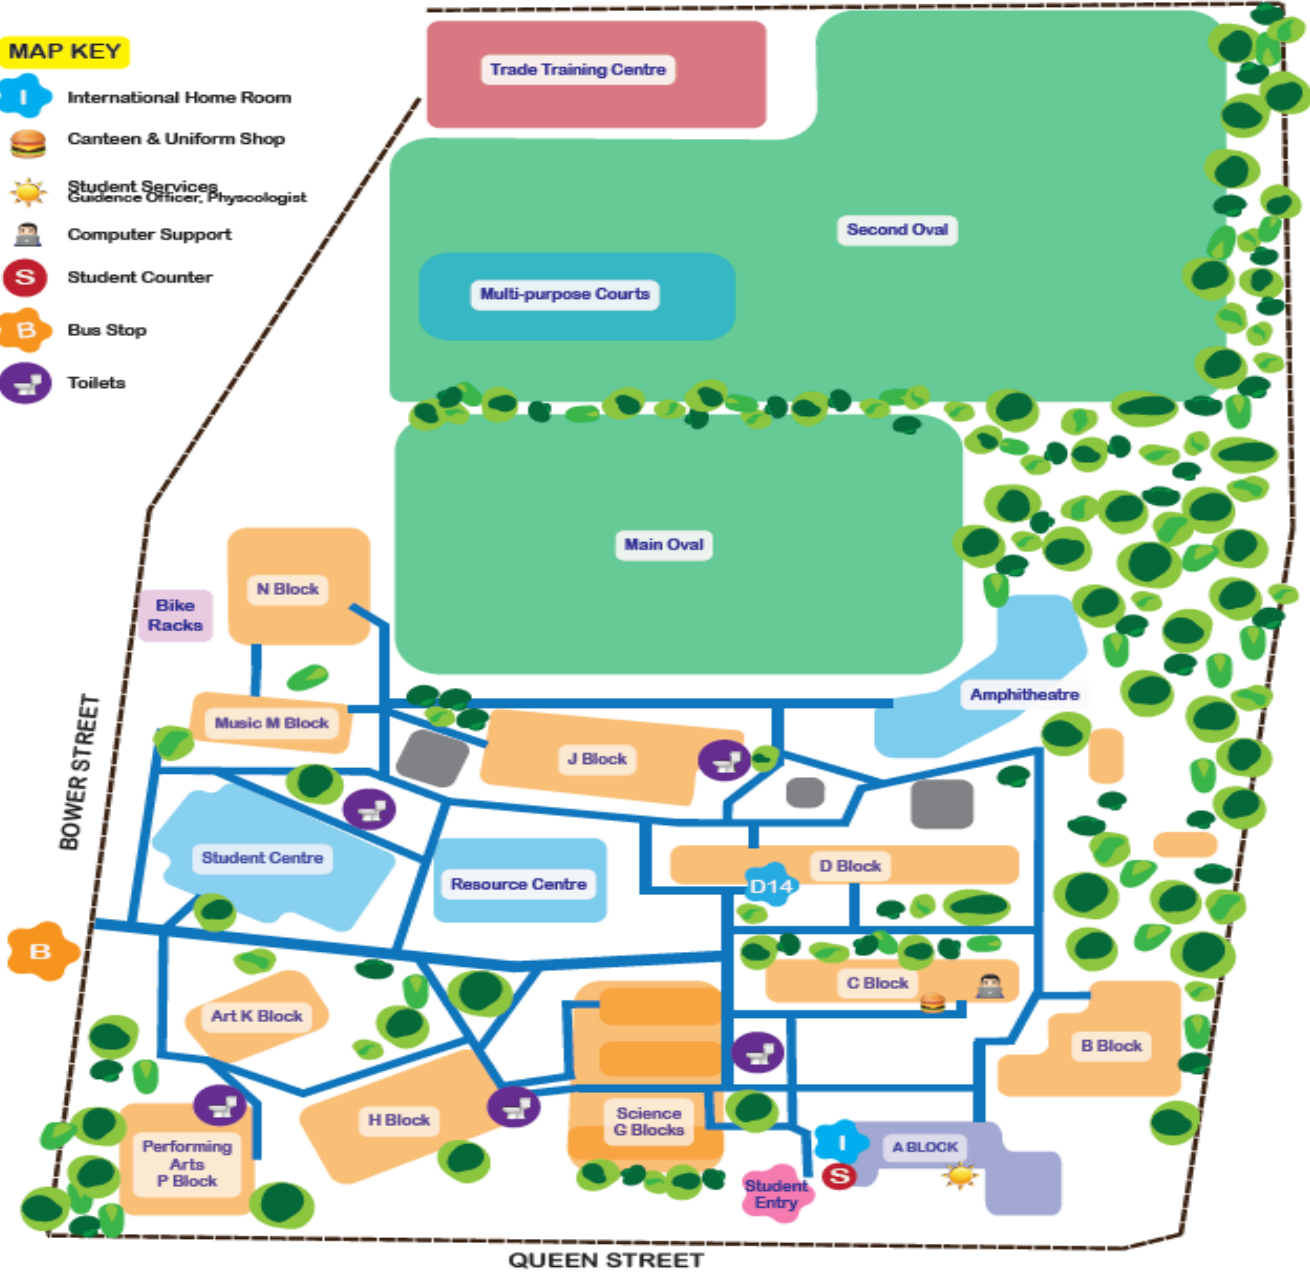 MAP KEY
I
International Home Room
Canteen & Uniform Shop
Student Services
Guidence Officer, Physcologist
Computer Support
S
Student Counter
B
Bus Stop
Toilets
Trade Training Centre
Second Oval
Multi-purpose Courts
Main Oval
N Block
Bike
Racks
Amphitheatre
Music M Block
J Block
BOWER STREET
Student Centre
Resource Centre
D Block
D14
B
C Block
Art K Block
B Block
H Block
Science
G Blocks
Performing
Arts
P Block
I
A BLOCK
S
Student
Entry
QUEEN STREET